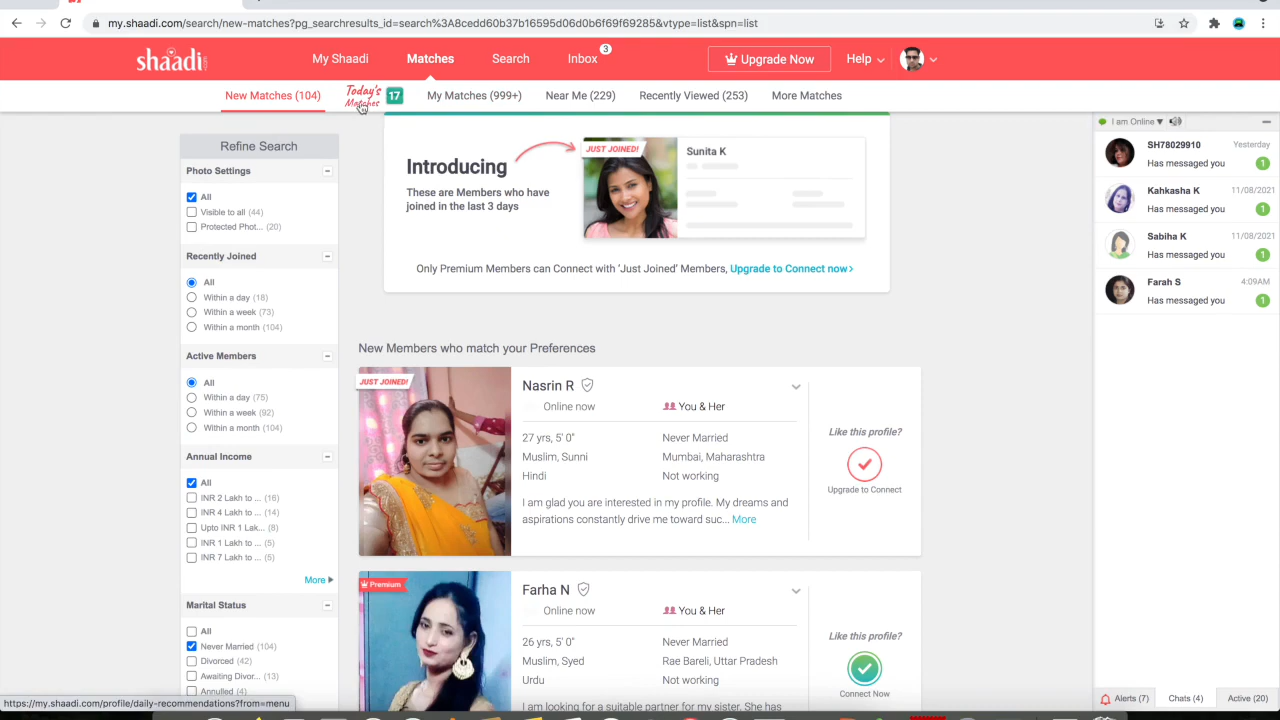 my.shaadi.com/search/new-matches?pg_searchresults_id=search%3A8cedd60b37b16595d06d0b6f69f69285&vtype=list&spn=list
shaadi.com
My Shaadi
Matches
Search
Inbox
3
Upgrade Now
Help
New Matches (104)
Today's
Matches
17
My Matches (999+)
Near Me (229)
Recently Viewed (253)
More Matches
Refine Search
Photo Settings
All
Visible to all (44)
Protected Phot... (20)
Recently Joined
All
Within a day (18)
Within a week (73)
Within a month (104)
Active Members
All
Within a day (75)
Within a week (92)
Within a month (104)
Annual Income
All
INR 2 Lakh to ... (16)
INR 4 Lakh to ... (14)
Upto INR 1 Lak... (8)
INR 1 Lakh to ... (5)
INR 7 Lakh to ... (5)
More
Marital Status
All
Never Married (104)
Divorced (42)
Awaiting Divor... (13)
Annulled (4)
https://my.shaadi.com/profile/daily-recommendations?from=menu
Introducing
These are Members who have
joined in the last 3 days
JUST JOINED!
Sunita K
Only Premium Members can Connect with 'Just Joined' Members, Upgrade to Connect now
New Members who match your Preferences
JUST JOINED!
Nasrin R
Online now
You & Her
27 yrs, 5' 0"
Never Married
Muslim, Sunni
Mumbai, Maharashtra
Hindi
Not working
I am glad you are interested in my profile. My dreams and
aspirations constantly drive me toward suc... More
Like this profile?
Upgrade to Connect
Premium
Farha N
Online now
You & Her
26 yrs, 5' 0"
Never Married
Muslim, Syed
Rae Bareli, Uttar Pradesh
Urdu
Not working
I am looking for a suitable partner for my sister. She has
Like this profile?
Connect Now
I am Online
SH78029910
Yesterday
Has messaged you
1
Kahkasha K
11/08/2021
Has messaged you
1
Sabiha K
11/08/2021
Has messaged you
1
Farah S
4:09AM
Has messaged you
1
Alerts (7)
Chats (4)
Active (20)